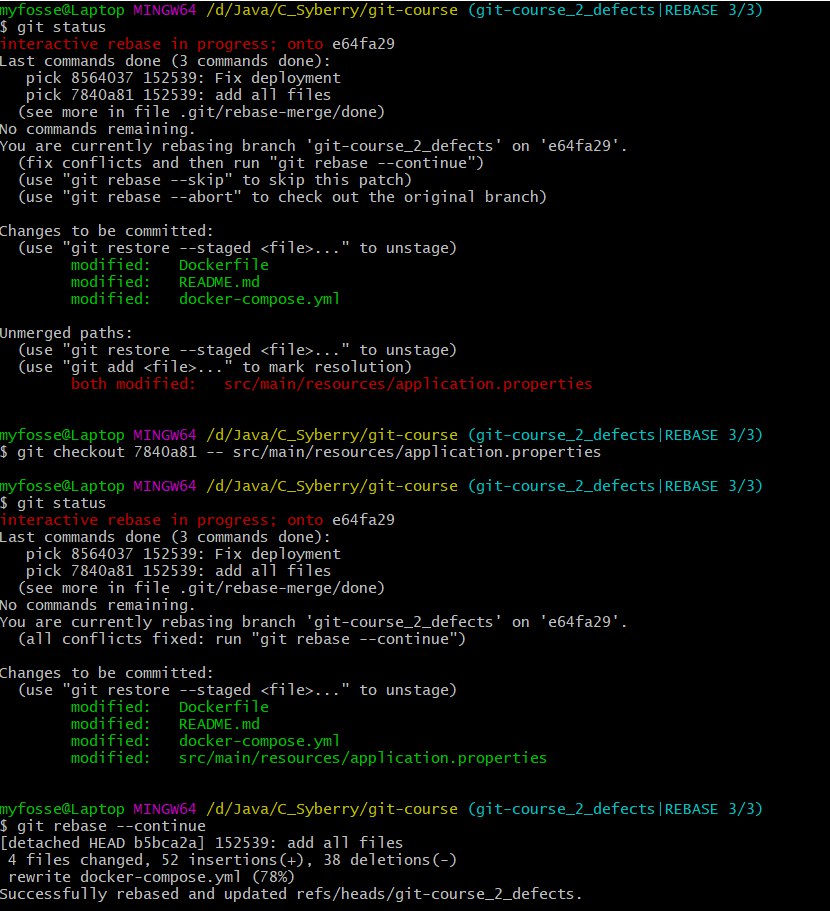 myfosse@Laptop MINGW64 /d/Java/C_Syberry/git-course (git-course_2_defects|REBASE 3/3)
$ git status
interactive rebase in progress; onto e64fa29
Last commands done (3 commands done):
   pick 8564037 152539: Fix deployment
   pick 7840a81 152539: add all files
  (see more in file .git/rebase-merge/done)
No commands remaining.
You are currently rebasing branch 'git-course_2_defects' on 'e64fa29'.
  (fix conflicts and then run "git rebase --continue")
  (use "git rebase --skip" to skip this patch)
  (use "git rebase --abort" to check out the original branch)

Changes to be committed:
  (use "git restore --staged <file>..." to unstage)
        modified:   Dockerfile
        modified:   README.md
        modified:   docker-compose.yml

Unmerged paths:
  (use "git restore --staged <file>..." to unstage)
  (use "git add <file>..." to mark resolution)
        both modified:   src/main/resources/application.properties

myfosse@Laptop MINGW64 /d/Java/C_Syberry/git-course (git-course_2_defects|REBASE 3/3)
$ git checkout 7840a81 -- src/main/resources/application.properties

myfosse@Laptop MINGW64 /d/Java/C_Syberry/git-course (git-course_2_defects|REBASE 3/3)
$ git status
interactive rebase in progress; onto e64fa29
Last commands done (3 commands done):
   pick 8564037 152539: Fix deployment
   pick 7840a81 152539: add all files
  (see more in file .git/rebase-merge/done)
No commands remaining.
You are currently rebasing branch 'git-course_2_defects' on 'e64fa29'.
  (all conflicts fixed: run "git rebase --continue")

Changes to be committed:
  (use "git restore --staged <file>..." to unstage)
        modified:   Dockerfile
        modified:   README.md
        modified:   docker-compose.yml
        modified:   src/main/resources/application.properties

myfosse@Laptop MINGW64 /d/Java/C_Syberry/git-course (git-course_2_defects|REBASE 3/3)
$ git rebase --continue
[detached HEAD b5bca2a] 152539: add all files
 4 files changed, 52 insertions(+), 38 deletions(-)
 rewrite docker-compose.yml (78%)
Successfully rebased and updated refs/heads/git-course_2_defects.